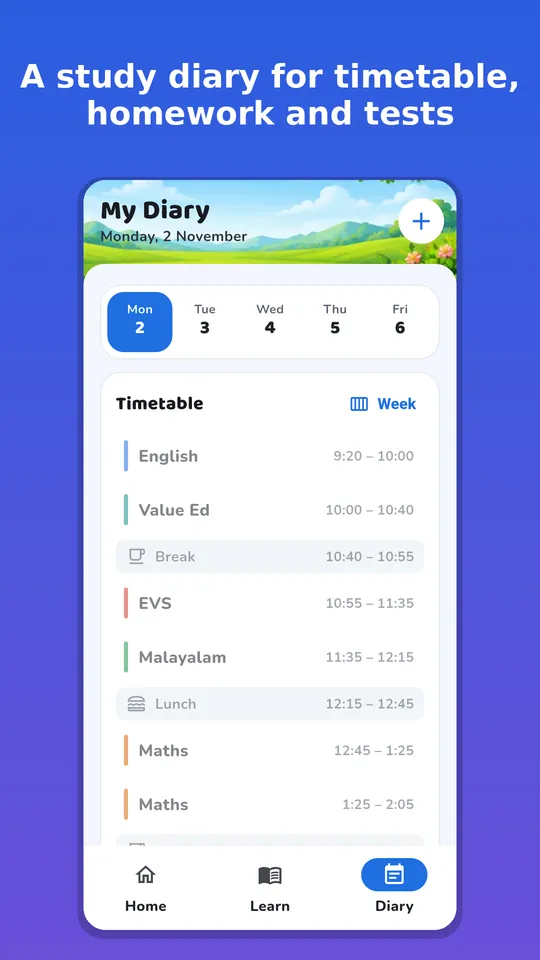 A study diary for timetable,
homework and tests
My Diary
Monday, 2 November
Mon Tue Wed Thu Fri
2 3 4 5 6
Timetable Week
English 9:20 – 10:00
Value Ed 10:00 – 10:40
Break 10:40 – 10:55
EVS 10:55 – 11:35
Malayalam 11:35 – 12:15
Lunch 12:15 – 12:45
Maths 12:45 – 1:25
Maths 1:25 – 2:05
Home Learn Diary